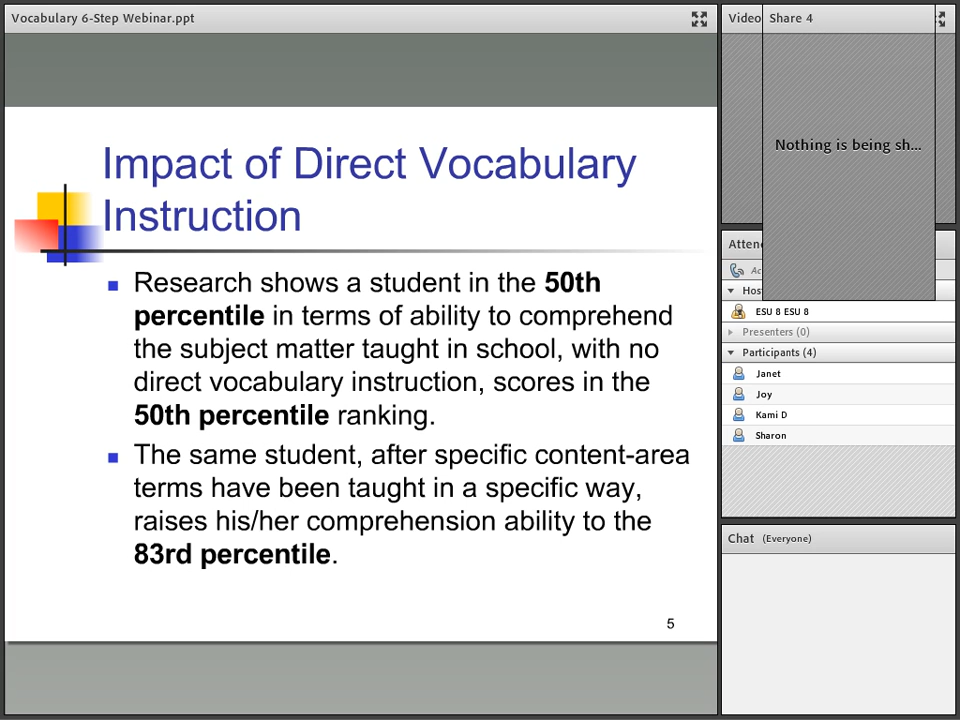 Vocabulary 6-Step Webinar.ppt
Impact of Direct Vocabulary
Instruction
Research shows a student in the 50th
percentile in terms of ability to comprehend
the subject matter taught in school, with no
direct vocabulary instruction, scores in the
50th percentile ranking.
The same student, after specific content-area
terms have been taught in a specific way,
raises his/her comprehension ability to the
83rd percentile.
5
Video
Share 4
Nothing is being sh...
Atten
Ac
Hos
ESU 8 ESU 8
Presenters (0)
Participants (4)
Janet
Joy
Kami D
Sharon
Chat (Everyone)